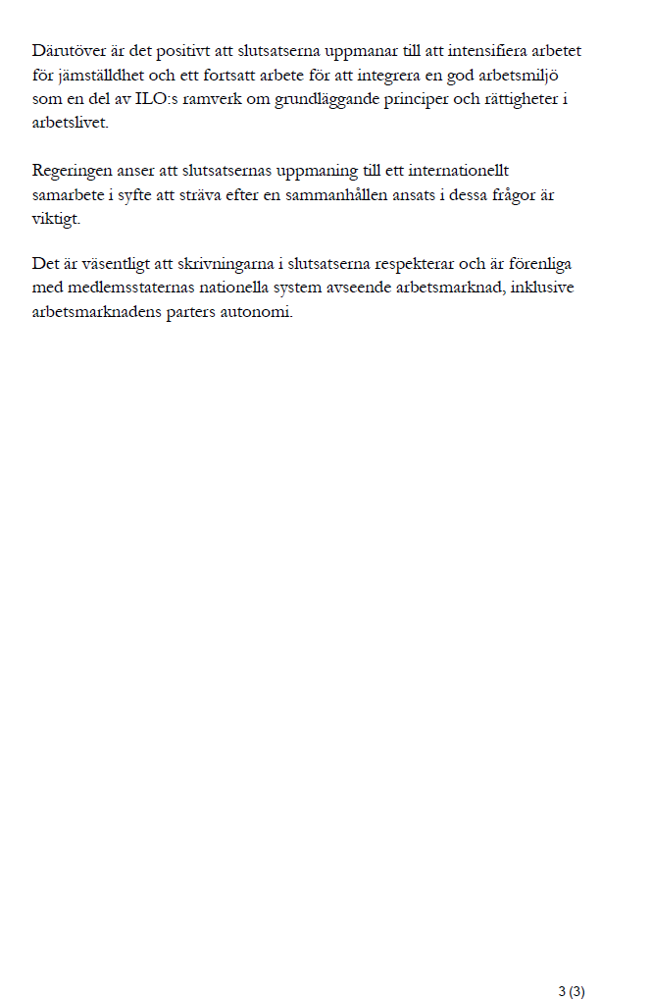 Därutöver är det positivt att slutsatserna uppmanar till att intensifiera arbetet
för jämställdhet och ett fortsatt arbete för att integrera en god arbetsmiljö
som en del av ILO:s ramverk om grundläggande principer och rättigheter i
arbetslivet.
Regeringen anser att slutsatsernas uppmaning till ett internationellt
samarbete i syfte att sträva efter en sammanhållen ansats i dessa frågor är
viktigt.
Det är väsentligt att skrivningarna i slutsatserna respekterar och är förenliga
med medlemsstaternas nationella system avseende arbetsmarknad, inklusive
arbetsmarknadens parters autonomi.
3 (3)